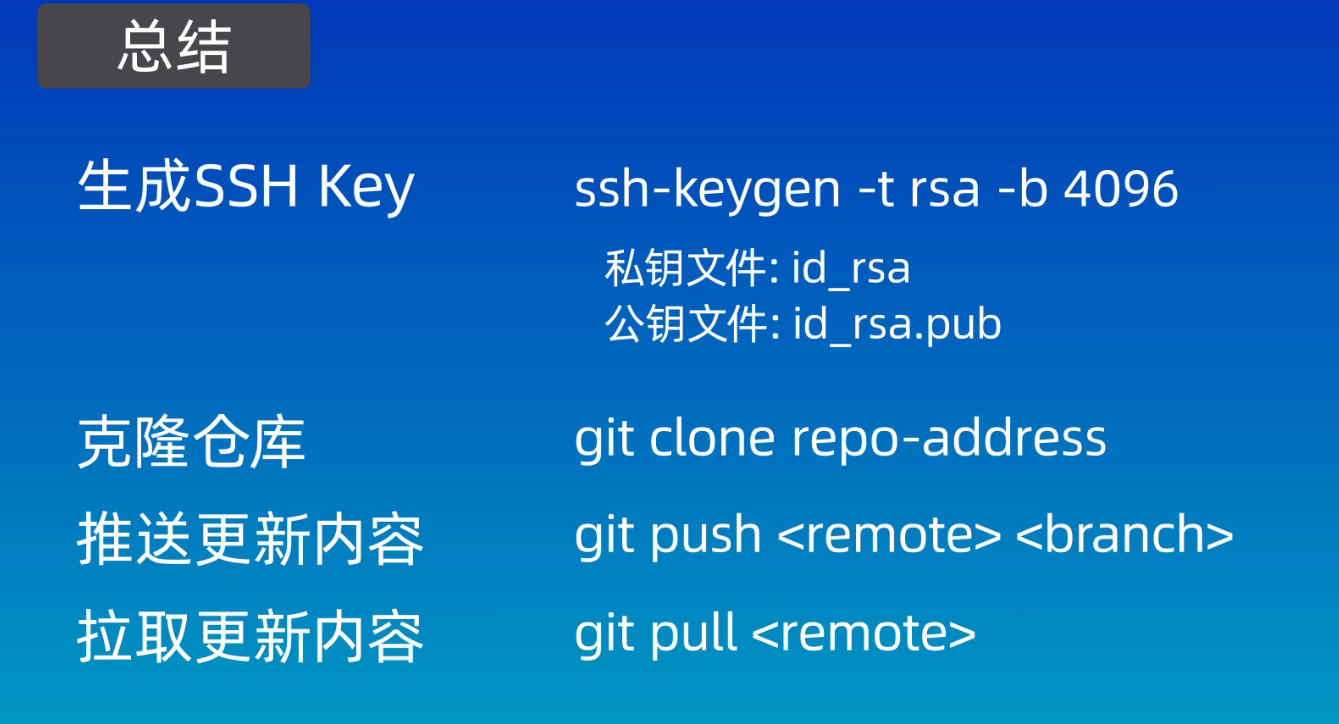 总结
生成SSH Key
ssh-keygen -t rsa -b 4096
私钥文件: id_rsa
公钥文件: id_rsa.pub
克隆仓库
git clone repo-address
推送更新内容
git push <remote> <branch>
拉取更新内容
git pull <remote>